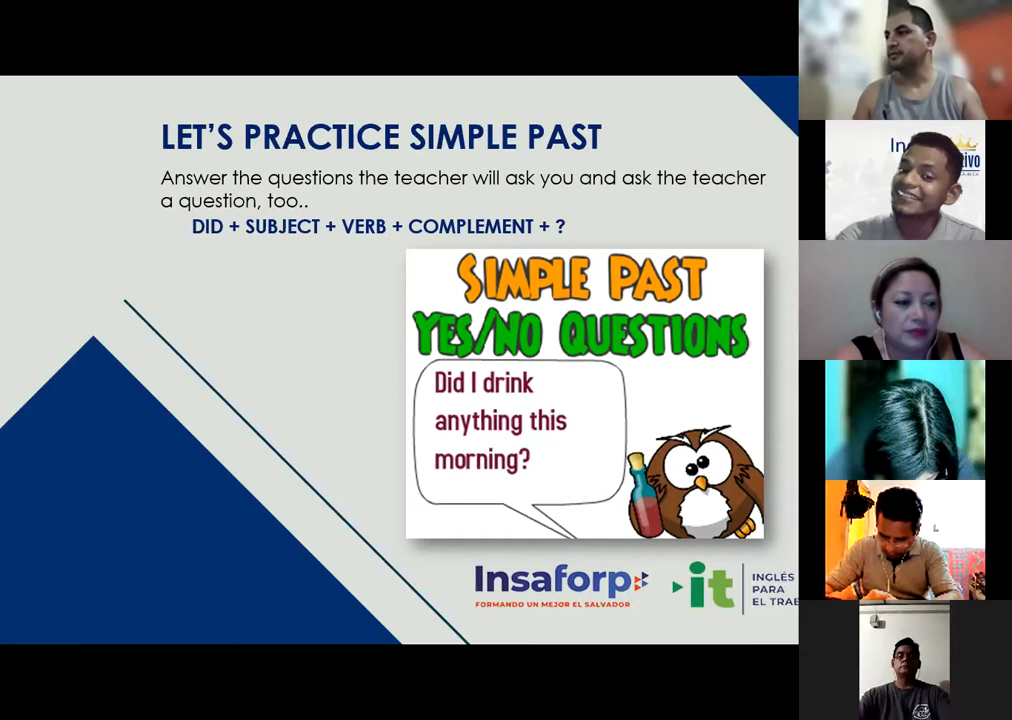 LET'S PRACTICE SIMPLE PAST
Answer the questions the teacher will ask you and ask the teacher
a question, too..
DID + SUBJECT + VERB + COMPLEMENT + ?
SIMPLE PAST
YES/NO QUESTIONS
Did I drink
anything this
morning?
Insaforp
FORMANDO UN MEJOR EL SALVADOR
it
INGLÉS
PARA
EL TRAB
In
ivo